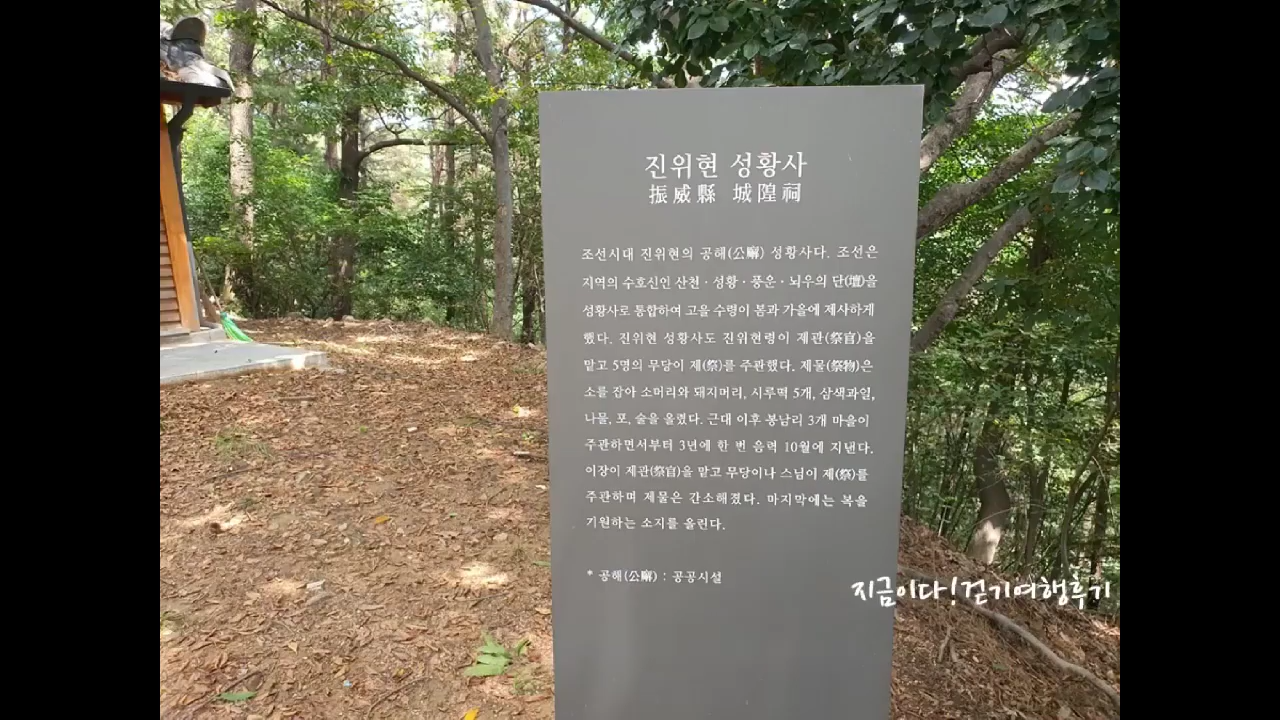 진위현 성황사
振威縣 城隍祠
조선시대 진위현의 공해(公廨) 성황사다. 조선은
지역의 수호신인 산천·성황·풍운·뇌우의 단(壇)을
성황사로 통합하여 고을 수령이 봄과 가을에 제사하게
했다. 진위현 성황사도 진위현령이 제관(祭官)을
맡고 5명의 무당이 제(祭)를 주관했다. 제물(祭物)은
소를 잡아 소머리와 돼지머리, 시루떡 5개, 삼색과일,
나물, 포, 술을 올렸다. 근대 이후 봉남리 3개 마을이
주관하면서부터 3년에 한 번 음력 10월에 지낸다.
이장이 제관(祭官)을 맡고 무당이나 스님이 제(祭)를
주관하며 제물은 간소해졌다. 마지막에는 복을
기원하는 소지를 올린다.
* 공해(公廨) : 공공시설
지금이다!걷기여행후기